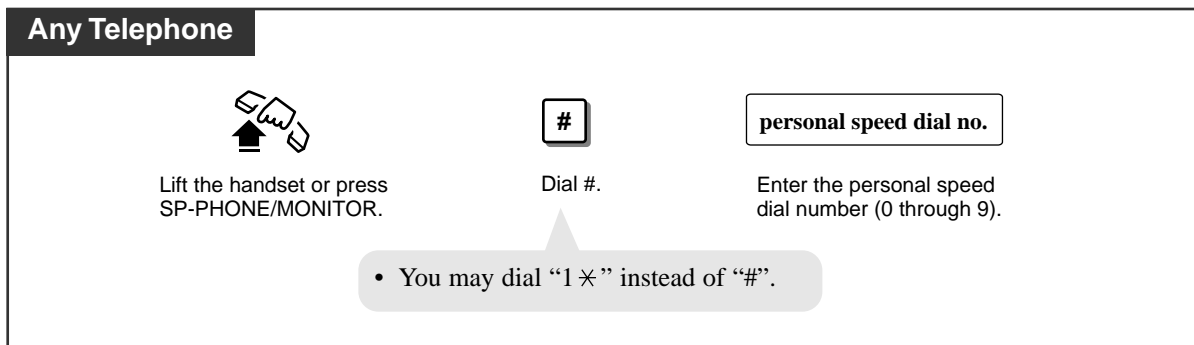 Any Telephone
#
personal speed dial no.
Lift the handset or press
SP-PHONE/MONITOR.
Dial #.
Enter the personal speed
dial number (0 through 9).
• You may dial “1✳” instead of “#”.